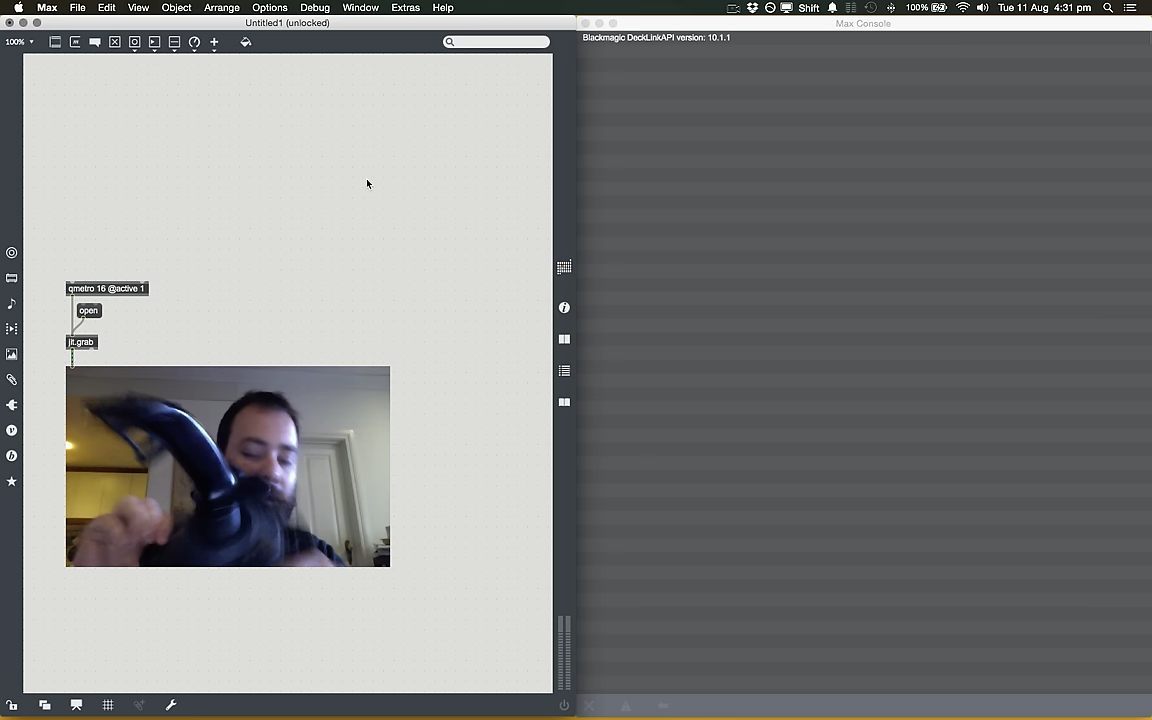 Max File Edit View Object Arrange Options Debug Window Extras Help Shift 100% Tue 11 Aug 4:31 pm
Untitled1 (unlocked)
Max Console
100%
Blackmagic DeckLinkAPI version: 10.1.1
qmetro 16 @active 1
open
jit.grab